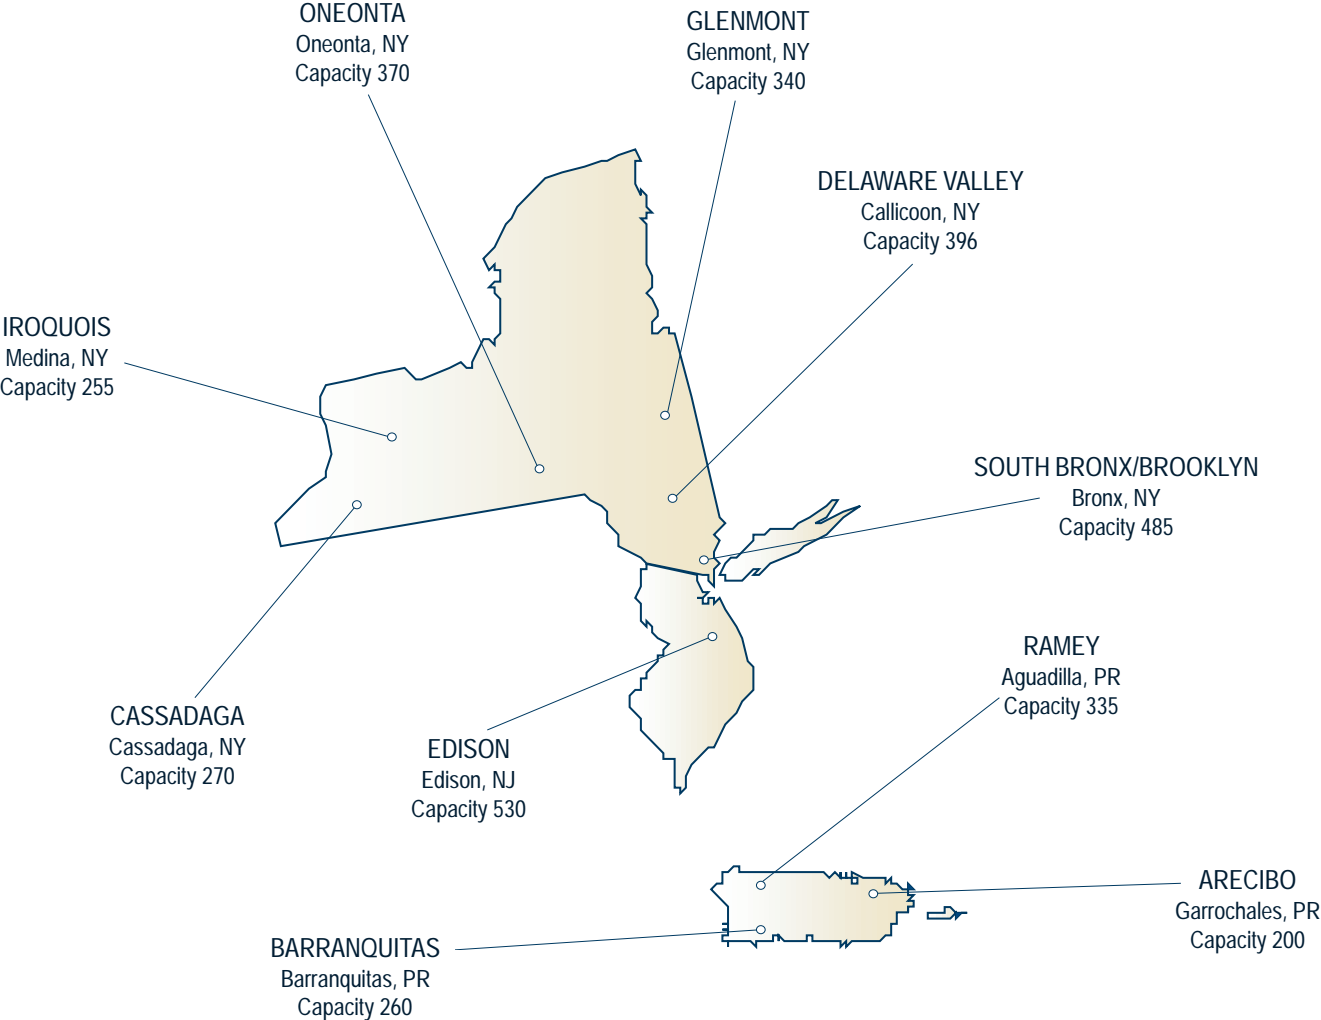 ONEONTA
Oneonta, NY
Capacity 370
GLENMONT
Glenmont, NY
Capacity 340
DELAWARE VALLEY
Callicoon, NY
Capacity 396
IROQUOIS
Medina, NY
Capacity 255
SOUTH BRONX/BROOKLYN
Bronx, NY
Capacity 485
RAMEY
Aguadilla, PR
Capacity 335
CASSADAGA
Cassadaga, NY
Capacity 270
EDISON
Edison, NJ
Capacity 530
ARECIBO
Garrochales, PR
Capacity 200
BARRANQUITAS
Barranquitas, PR
Capacity 260